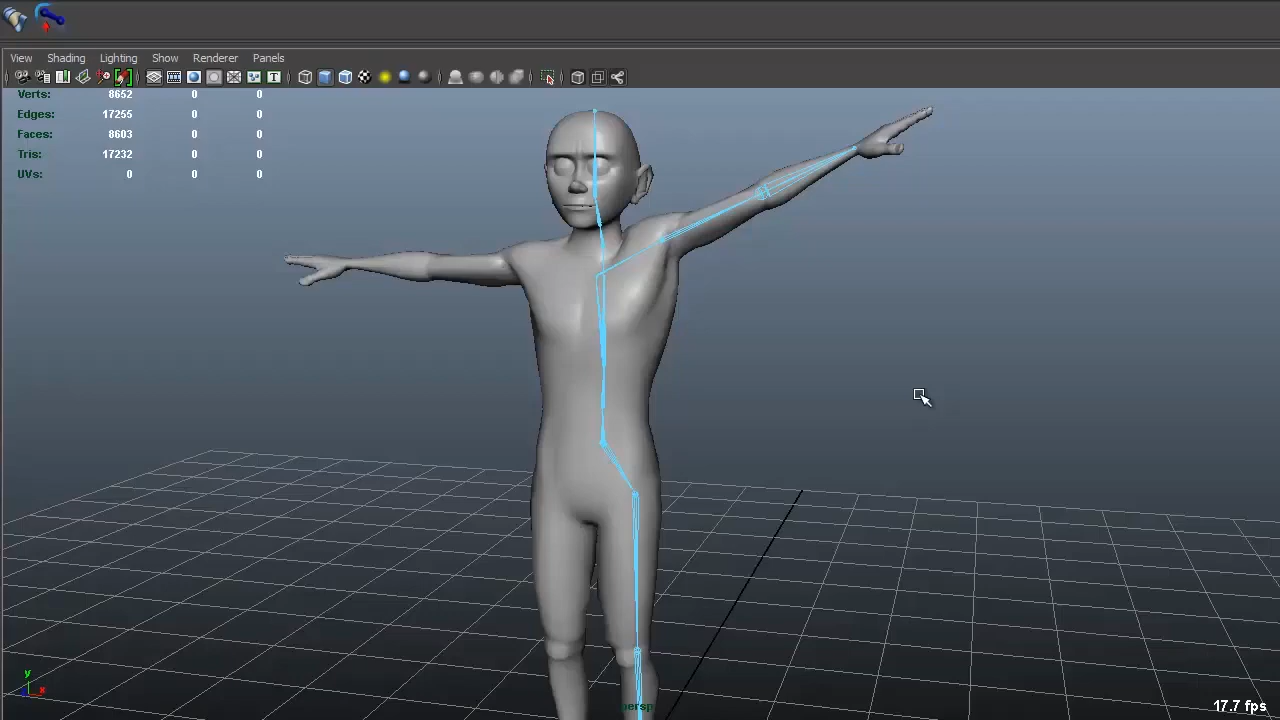 View Shading Lighting Show Renderer Panels
T
Verts: 8652 0 0
Edges: 17255 0 0
Faces: 8603 0 0
Tris: 17232 0 0
UVs: 0 0 0
y
x
persp
17.7 fps